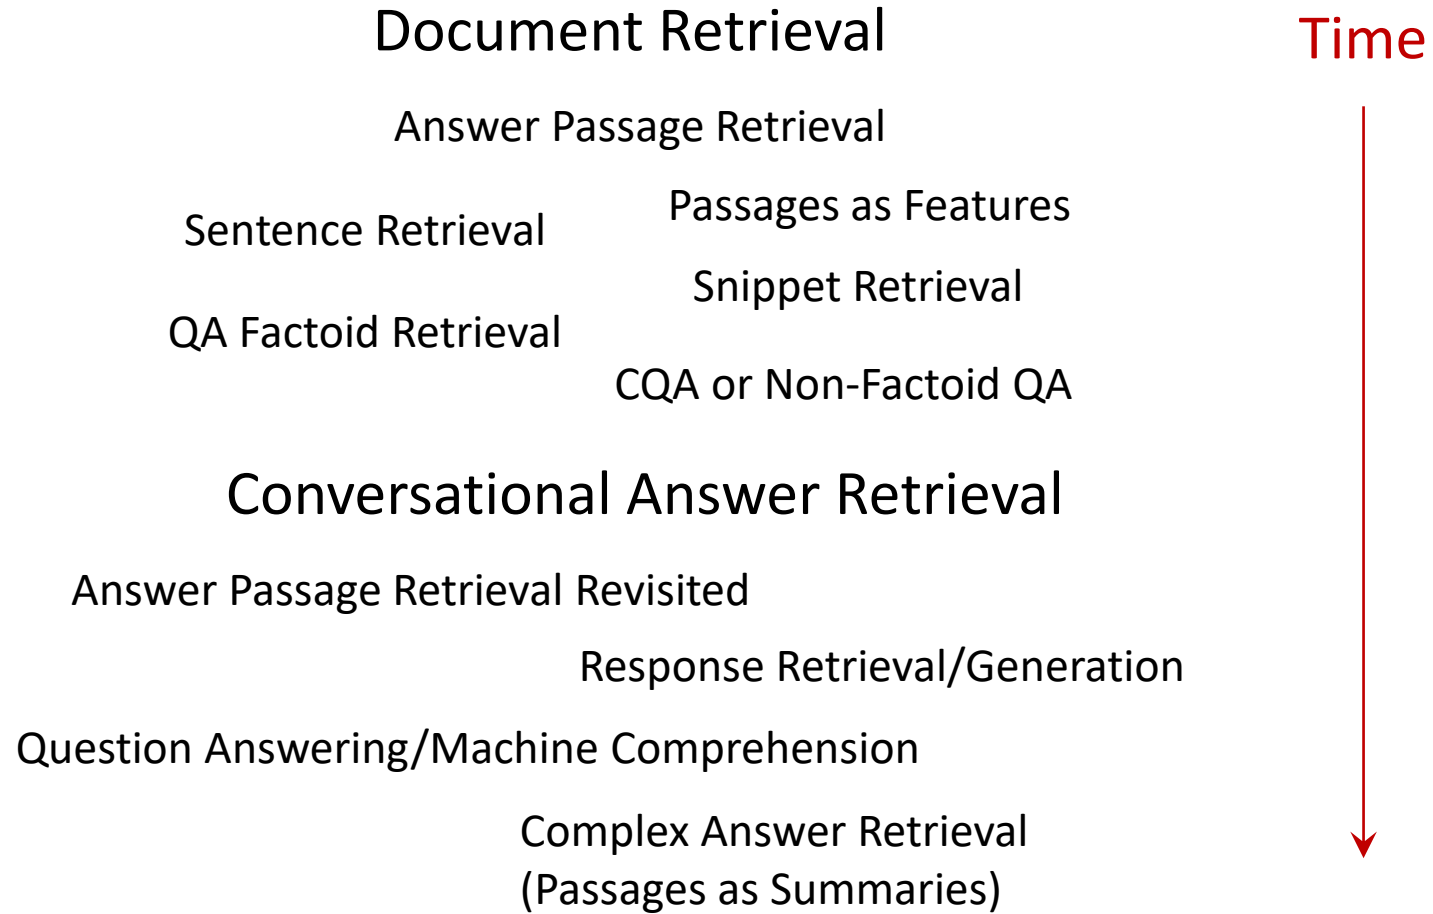 Document Retrieval
Time
Answer Passage Retrieval
Passages as Features
Sentence Retrieval
Snippet Retrieval
QA Factoid Retrieval
CQA or Non-Factoid QA
Conversational Answer Retrieval
Answer Passage Retrieval Revisited
Response Retrieval/Generation
Question Answering/Machine Comprehension
Complex Answer Retrieval
(Passages as Summaries)